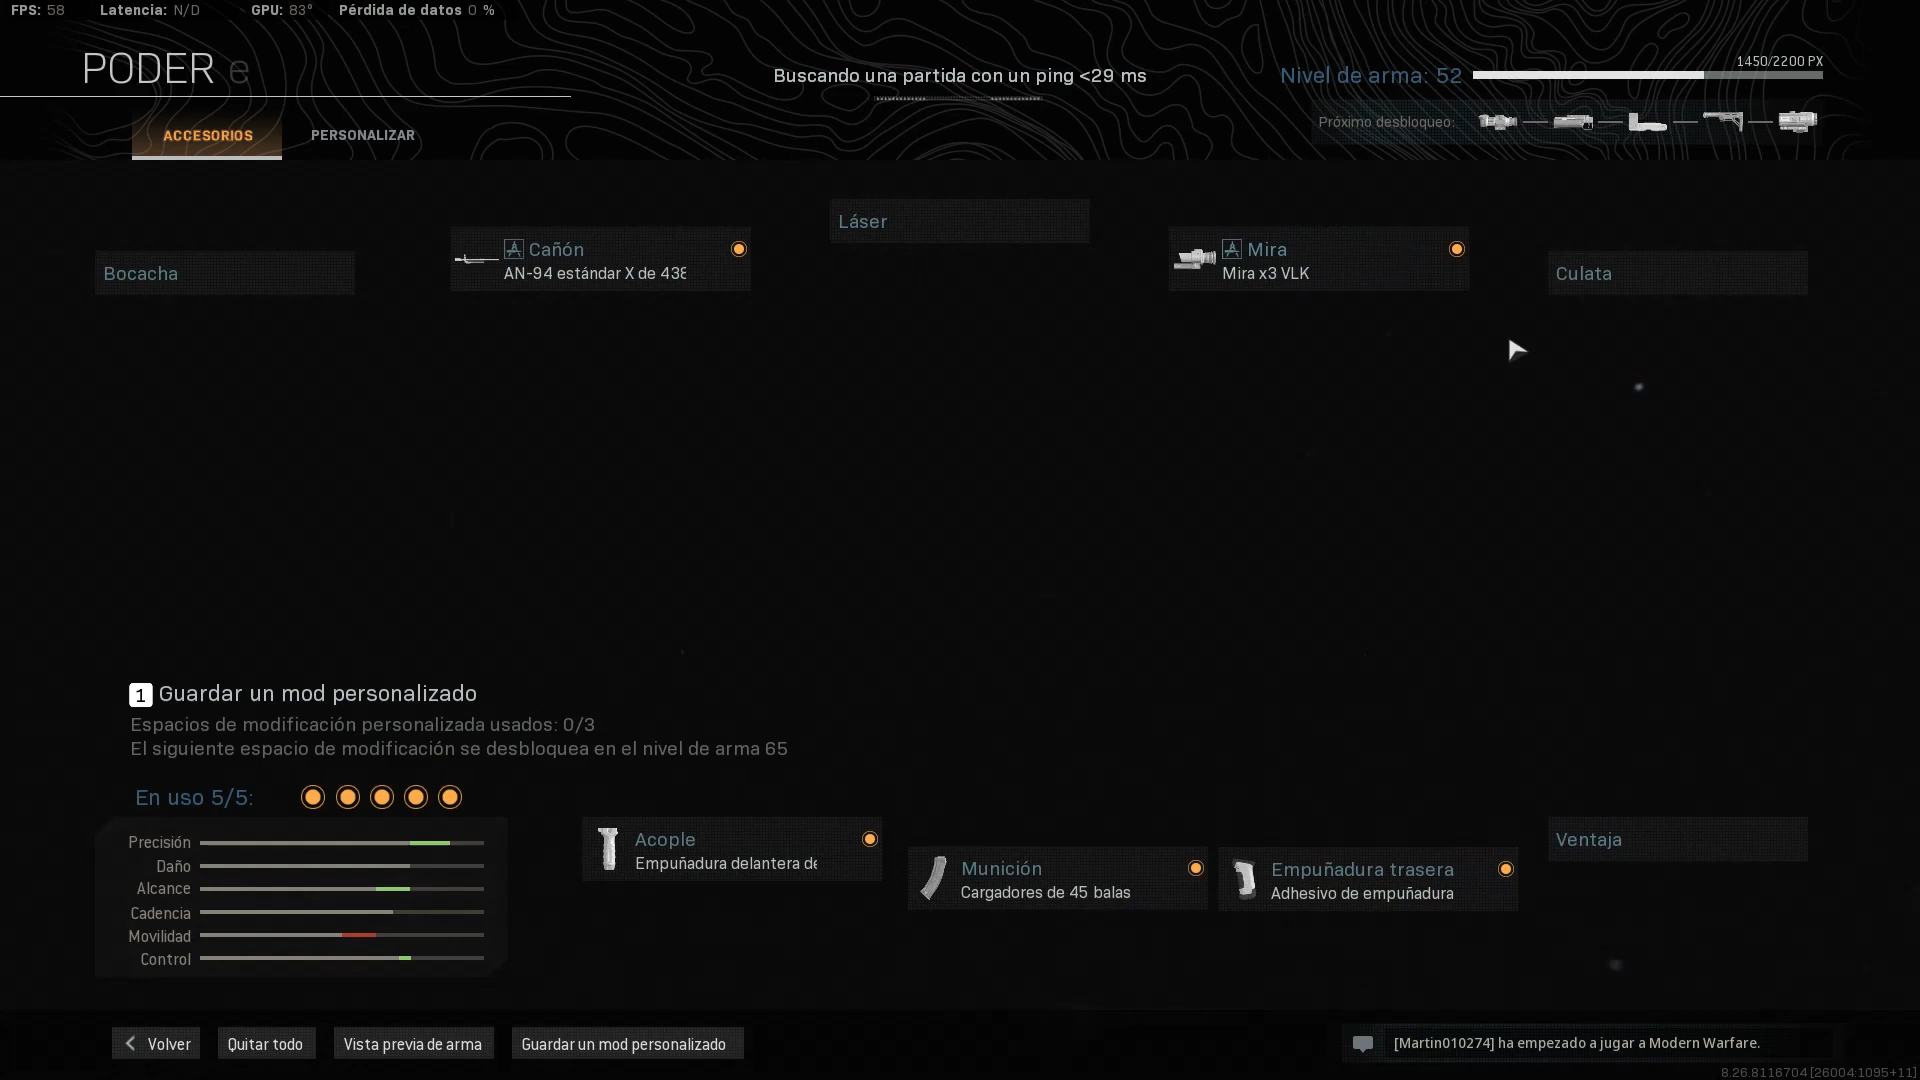 FPS: 58 Latencia: N/D GPU: 83° Pérdida de datos 0 %
PODER e
Buscando una partida con un ping <29 ms
Nivel de arma: 52
1450/2200 PX
Próximo desbloqueo:
ACCESORIOS PERSONALIZAR
Bocacha
Cañón
AN-94 estándar X de 438
Láser
Mira
Mira x3 VLK
Culata
1 Guardar un mod personalizado
Espacios de modificación personalizada usados: 0/3
El siguiente espacio de modificación se desbloquea en el nivel de arma 65
En uso 5/5:
Precisión
Daño
Alcance
Cadencia
Movilidad
Control
Acople
Empuñadura delantera de
Munición
Cargadores de 45 balas
Empuñadura trasera
Adhesivo de empuñadura
Ventaja
Volver Quitar todo Vista previa de arma Guardar un mod personalizado
[Martin010274] ha empezado a jugar a Modern Warfare.
8.26.8116704 [26004:1095+11]